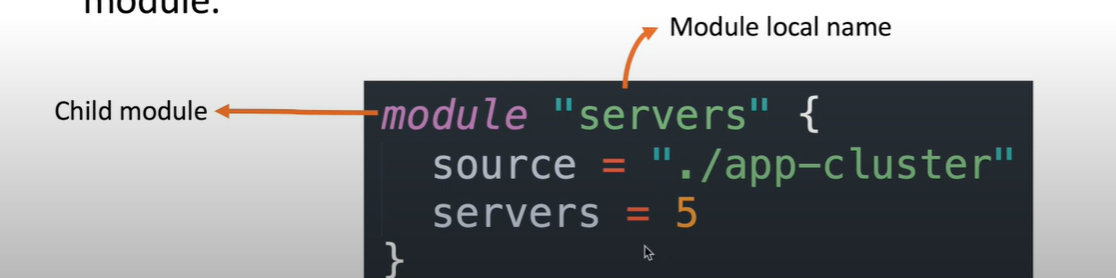 module.
Module local name
Child module
module "servers" {
source = "./app-cluster"
servers = 5
}